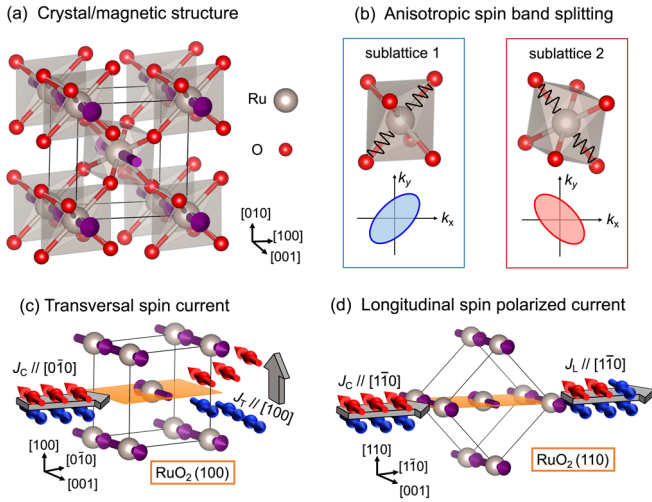 (a) Crystal/magnetic structure
Ru
O
[010]
[100]
[001]
(b) Anisotropic spin band splitting
sublattice 1
k_y
k_x
sublattice 2
k_y
k_x
(c) Transversal spin current
J_C // [01̄0]
J_T // [100]
[100]
[01̄0]
[001]
RuO₂ (100)
(d) Longitudinal spin polarized current
J_C // [11̄0]
J_L // [11̄0]
[110]
[11̄0]
[001]
RuO₂ (110)